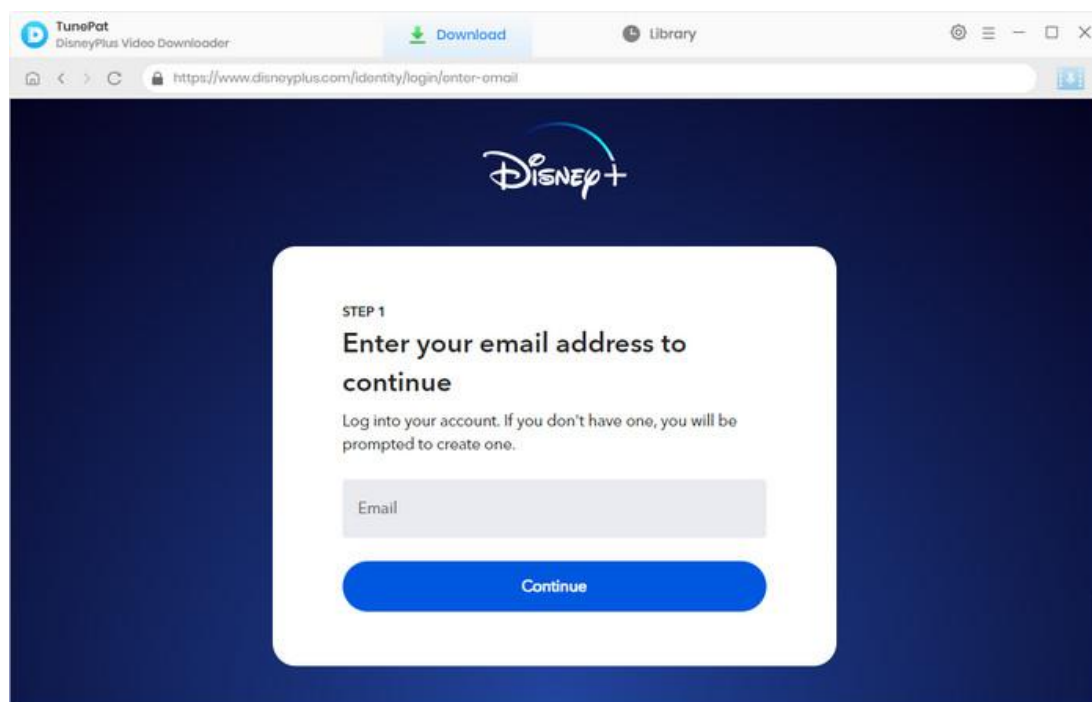 TunePat
DisneyPlus Video Downloader
Download
Library
https://www.disneyplus.com/identity/login/enter-email
Disney+
STEP 1
Enter your email address to
continue
Log into your account. If you don't have one, you will be
prompted to create one.
Email
Continue